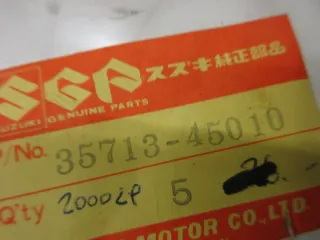 SGP スズキ純正部品
SUZUKI GENUINE PARTS
P/No. 35713-45010
Q'ty 2000LP 5
MOTOR CO.,LTD.